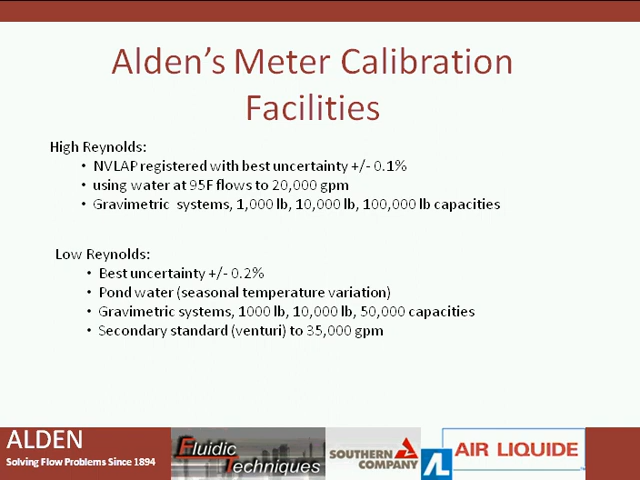 Alden's Meter Calibration
Facilities
High Reynolds:
• NVLAP registered with best uncertainty +/- 0.1%
• using water at 95F flows to 20,000 gpm
• Gravimetric systems, 1,000 lb, 10,000 lb, 100,000 lb capacities
Low Reynolds:
• Best uncertainty +/- 0.2%
• Pond water (seasonal temperature variation)
• Gravimetric systems, 1000 lb, 10,000 lb, 50,000 capacities
• Secondary standard (venturi) to 35,000 gpm
ALDEN
Solving Flow Problems Since 1894
Fluidic
Techniques
SOUTHERN
COMPANY
AL
AIR LIQUIDE